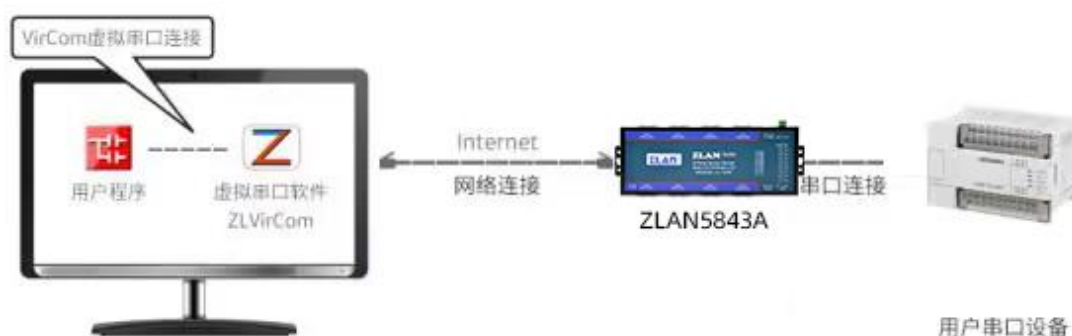 VirCom虚拟串口连接
用户程序
虚拟串口软件
ZLVirCom
Internet
网络连接
ZLAN
ZLAN
串口连接
ZLAN5843A
用户串口设备